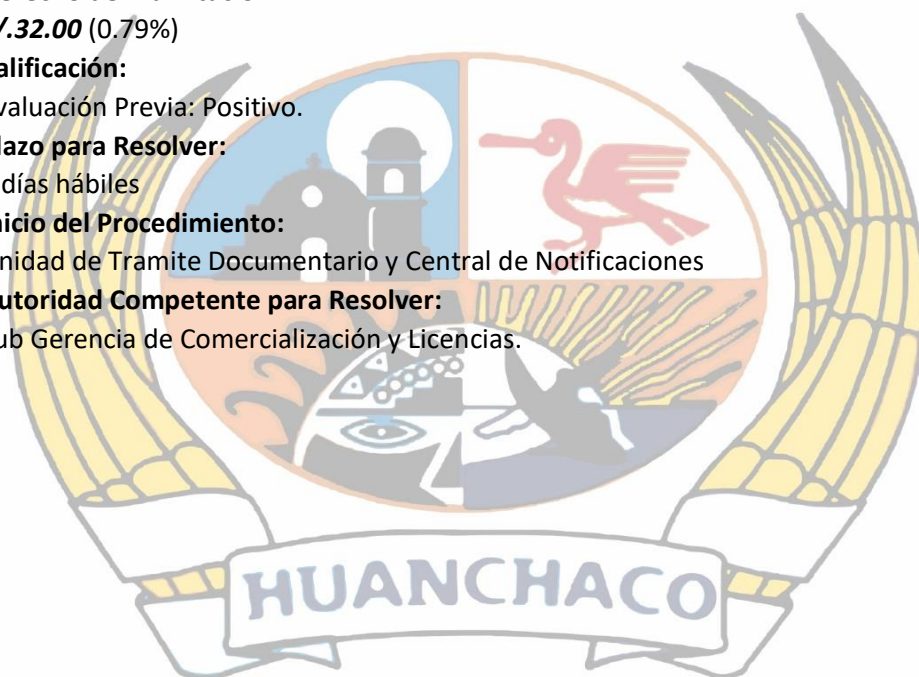 /.32.00 (0.79%)
alificación:
valuación Previa: Positivo.
lazo para Resolver:
días hábiles
nicio del Procedimiento:
nidad de Tramite Documentario y Central de Notificaciones
utoridad Competente para Resolver:
ub Gerencia de Comercialización y Licencias.
HUANCHACO